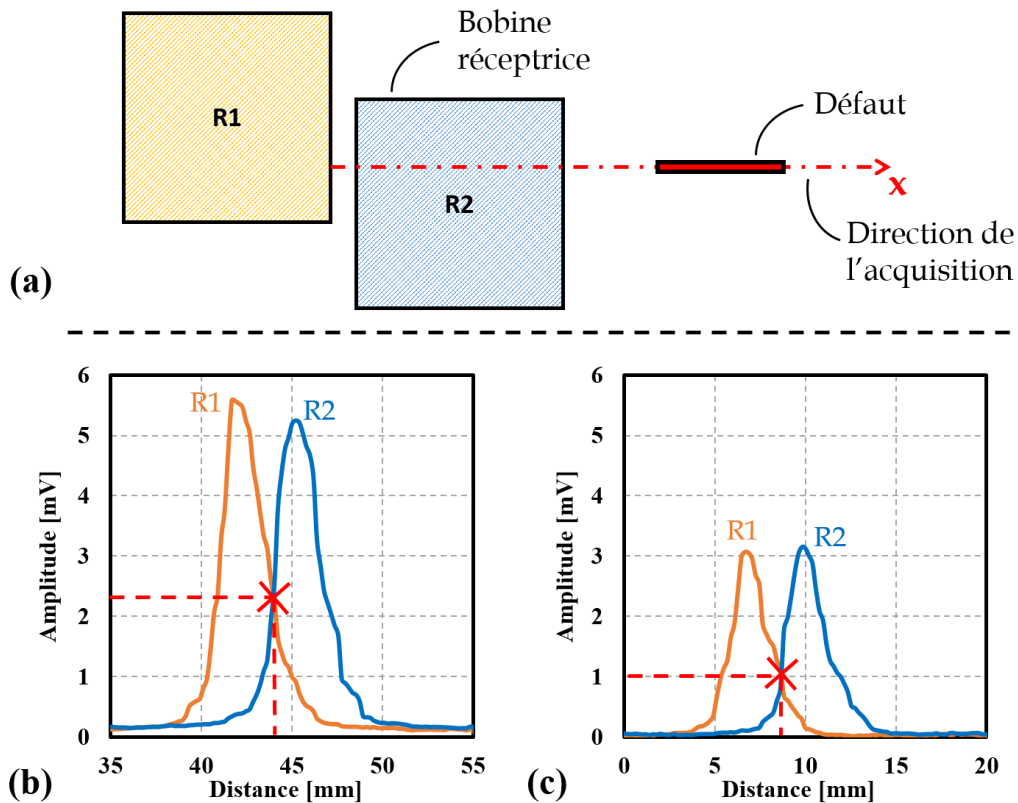 R1
Bobine
réceptrice
R2
Défaut
x
Direction de
l'acquisition
(a)
6
5
4
3
2
1
0
Amplitude [mV]
R1
R2
35
40
45
50
55
Distance [mm]
(b)
6
5
4
3
2
1
0
Amplitude [mV]
R1
R2
0
5
10
15
20
Distance [mm]
(c)